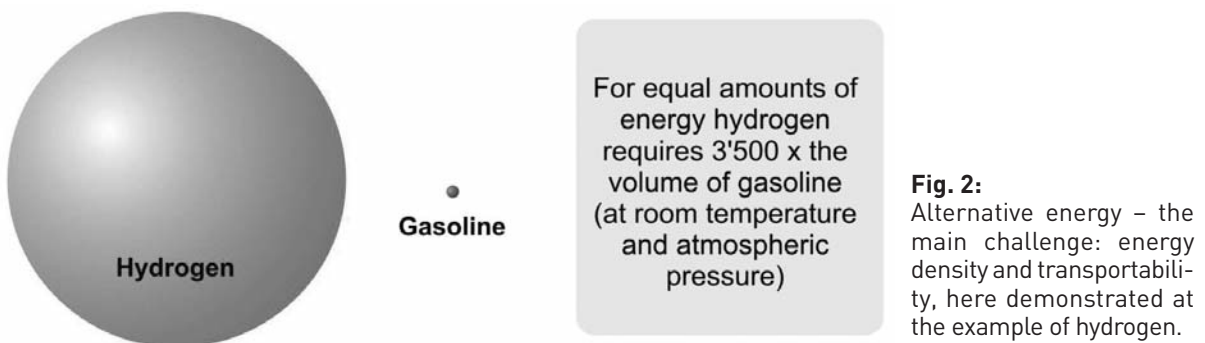 Hydrogen
Gasoline
For equal amounts of
energy hydrogen
requires 3'500 x the
volume of gasoline
(at room temperature
and atmospheric
pressure)
Fig. 2:
Alternative energy – the
main challenge: energy
density and transportabili-
ty, here demonstrated at
the example of hydrogen.